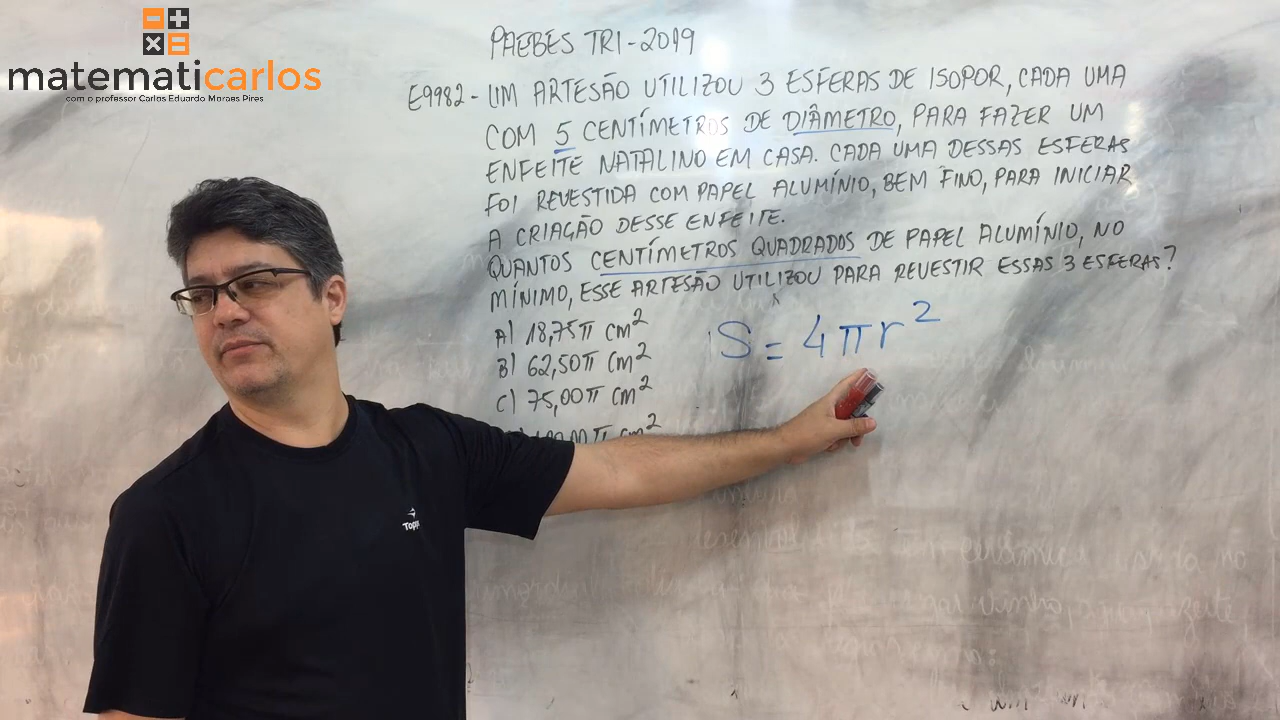 matematicarlos
com o professor Carlos Eduardo Moraes Pires
PAEBES TRI-2019
E9982 - UM ARTESÃO UTILIZOU 3 ESFERAS DE ISOPOR, CADA UMA
COM 5 CENTÍMETROS DE DIÂMETRO, PARA FAZER UM
ENFEITE NATALINO EM CASA. CADA UMA DESSAS ESFERAS
FOI REVESTIDA COM PAPEL ALUMÍNIO, BEM FINO, PARA INICIAR
A CRIAÇÃO DESSE ENFEITE.
QUANTOS CENTÍMETROS QUADRADOS DE PAPEL ALUMÍNIO, NO
MÍNIMO, ESSE ARTESÃO UTILIZOU PARA REVESTIR ESSAS 3 ESFERAS?
A) 18,75π cm²
B) 62,50π cm²
C) 75,00π cm²
π cm²
S = 4πr²